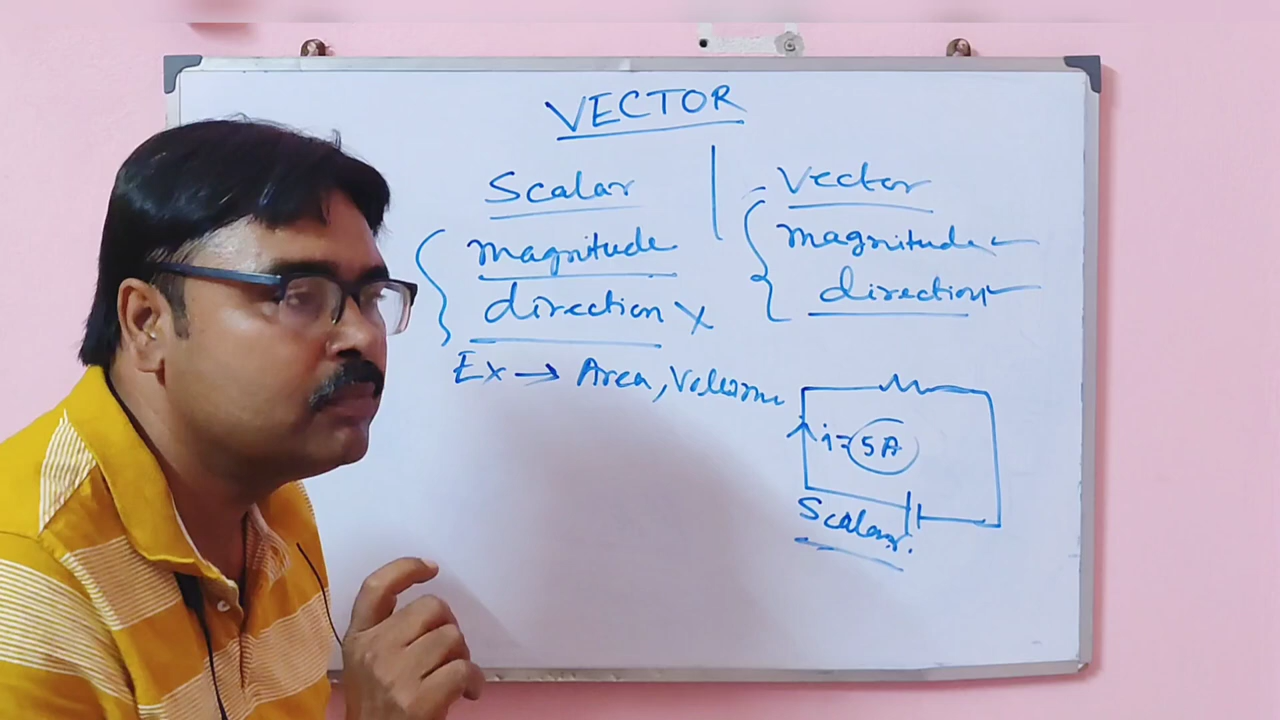 VECTOR
Scalar
magnitude
direction X
Ex → Area, Volume
Vector
magnitude
direction
i = 5A
Scalar.